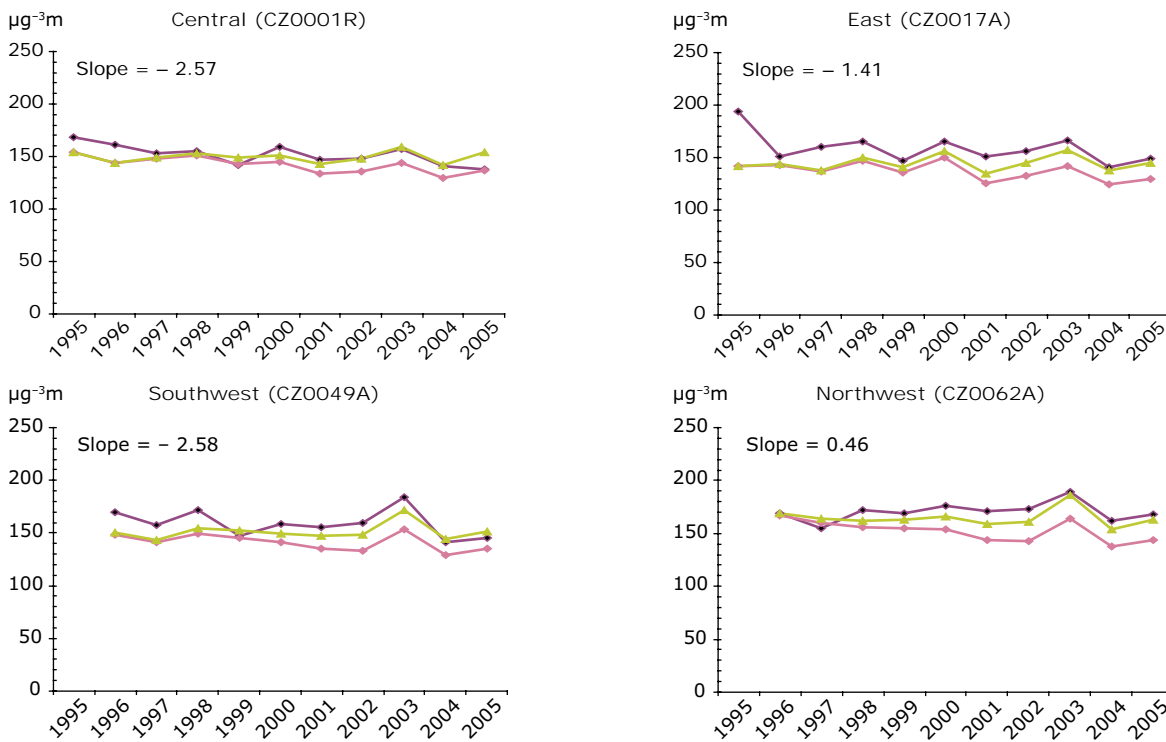 µg⁻³m
Central (CZ0001R)
250
Slope = – 2.57
200
150
100
50
0
1995 1996 1997 1998 1999 2000 2001 2002 2003 2004 2005
µg⁻³m
East (CZ0017A)
250
Slope = – 1.41
200
150
100
50
0
1995 1996 1997 1998 1999 2000 2001 2002 2003 2004 2005
µg⁻³m
Southwest (CZ0049A)
250
Slope = – 2.58
200
150
100
50
0
1995 1996 1997 1998 1999 2000 2001 2002 2003 2004 2005
µg⁻³m
Northwest (CZ0062A)
250
Slope = 0.46
200
150
100
50
0
1995 1996 1997 1998 1999 2000 2001 2002 2003 2004 2005